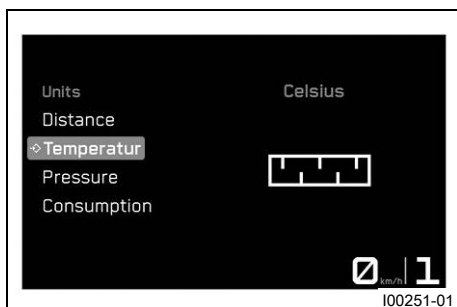 Units
Celsius
Distance
Temperatur
Pressure
Consumption
0 km/h 1
I00251-01